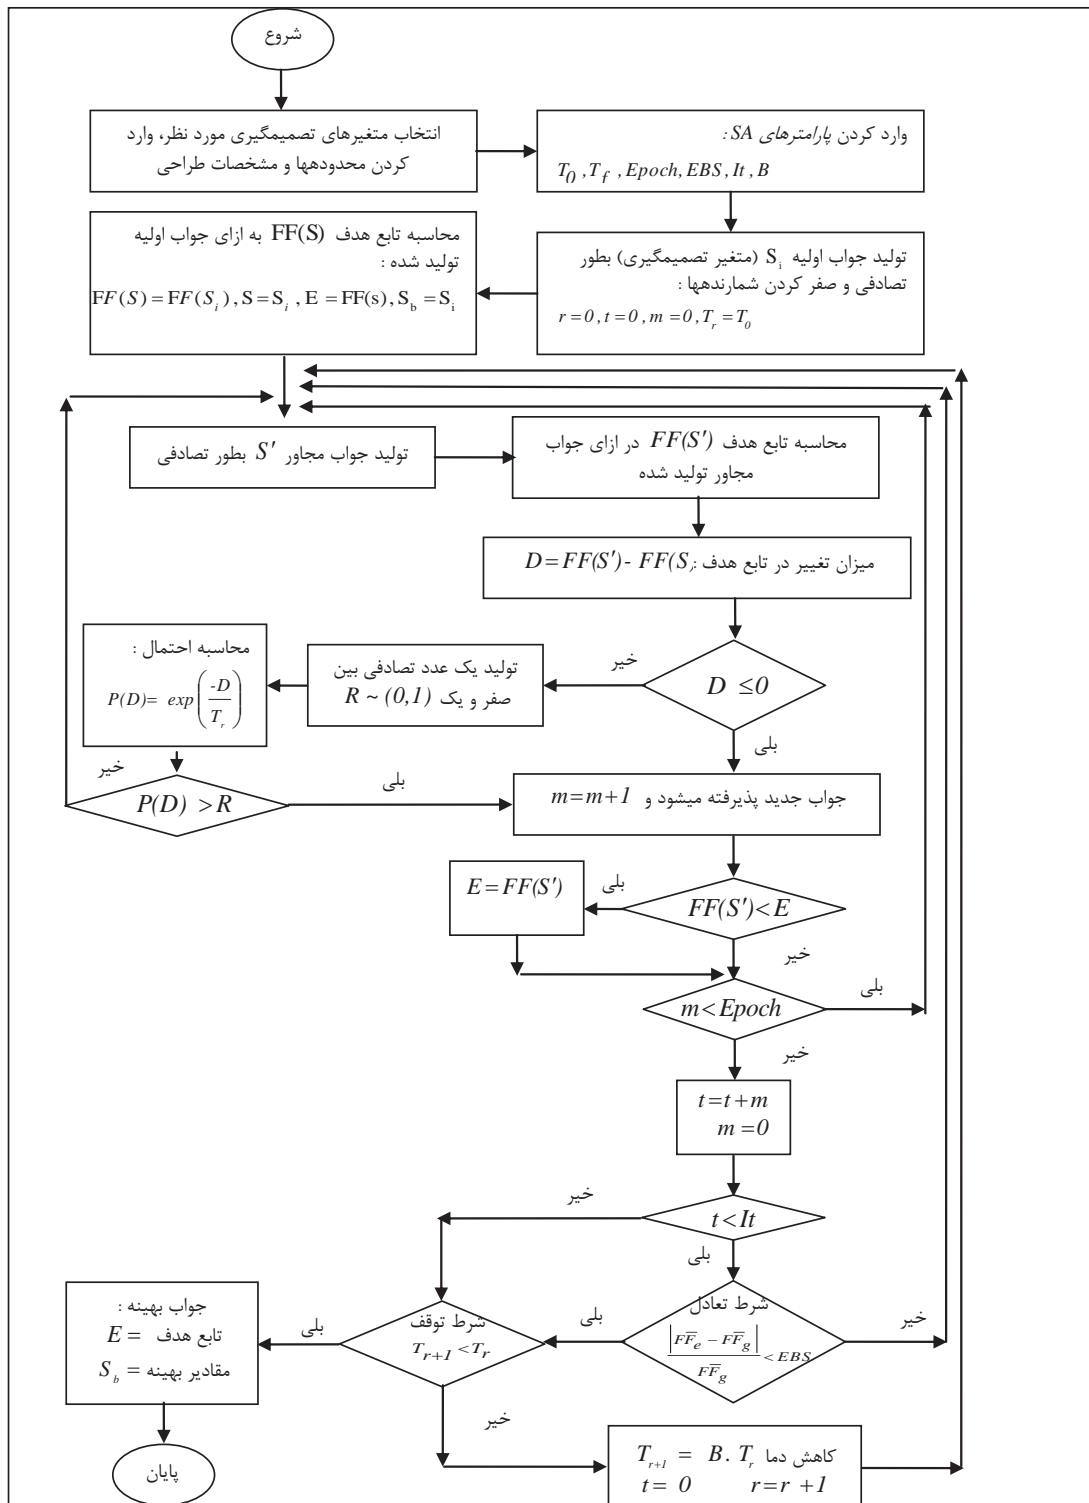 شروع
انتخاب متغیرهای تصمیمگیری مورد نظر، وارد
کردن محدودهها و مشخصات طراحی
وارد کردن پارامترهای SA :
T0 , Tf , Epoch, EBS, It , B
تولید جواب اولیه Si (متغیر تصمیمگیری) بطور
تصادفی و صفر کردن شمارندهها :
r=0, t=0, m=0, Tr=T0
محاسبه تابع هدف FF(S) به ازای جواب اولیه
تولید شده :
FF(S)=FF(Si), S=Si, E=FF(s), Sb=Si
تولید جواب مجاور S' بطور تصادفی
محاسبه تابع هدف FF(S') در ازای جواب
مجاور تولید شده
میزان تغییر در تابع هدف : D=FF(S')- FF(S
D ≤0
خیر
بلی
تولید یک عدد تصادفی بین
صفر و یک R ~ (0,1)
محاسبه احتمال :
P(D)= exp(-D/Tr)
خیر
P(D) >R
بلی
جواب جدید پذیرفته میشود و m=m+1
FF(S')<E
بلی
E=FF(S')
خیر
m<Epoch
بلی
خیر
t=t+m
m=0
t<It
خیر
بلی
شرط تعادل
|FF̅e − FF̅g| / FF̅g < EBS
خیر
بلی
شرط توقف
Tr+1 <Tr
بلی
خیر
جواب بهینه :
تابع هدف = E
مقادیر بهینه = Sb
پایان
کاهش دما Tr+1 = B. Tr
t= 0 r=r +1